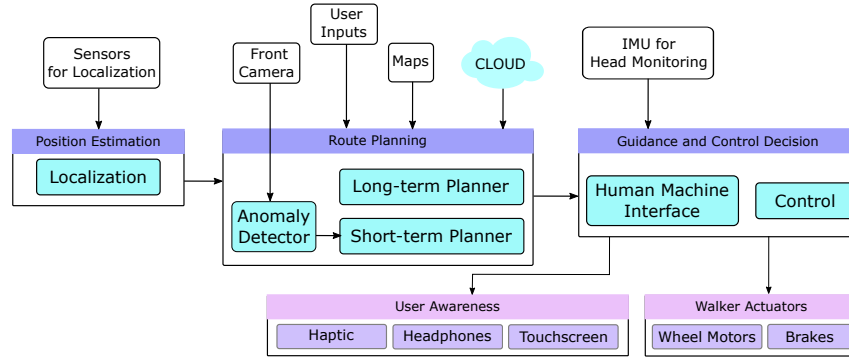 Sensors
for Localization
Front
Camera
User
Inputs
Maps
CLOUD
IMU for
Head Monitoring
Position Estimation
Route Planning
Guidance and Control Decision
Localization
Long-term Planner
Anomaly
Detector
Short-term Planner
Human Machine
Interface
Control
User Awareness
Walker Actuators
Haptic
Headphones
Touchscreen
Wheel Motors
Brakes